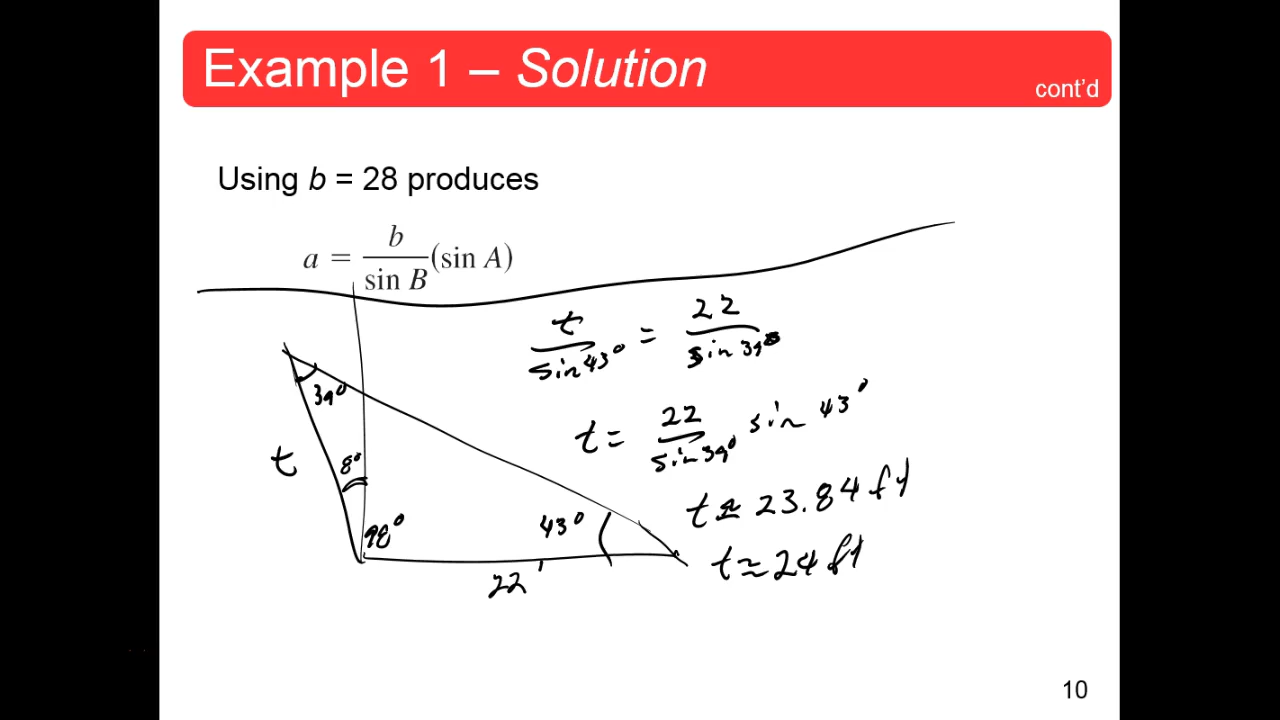 Example 1 – Solution
cont'd
Using b = 28 produces
a = b / sin B (sin A)
t / sin 43° = 22 / sin 39°
39°
t = 22 / sin 39° sin 43°
t
8°
t ≈ 23.84 ft
98°
43°
t ≈ 24 ft
22'
10